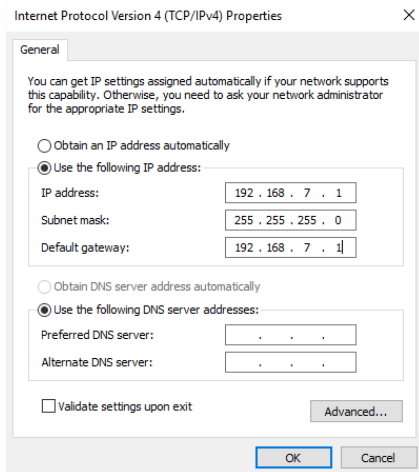 Internet Protocol Version 4 (TCP/IPv4) Properties
General
You can get IP settings assigned automatically if your network supports
this capability. Otherwise, you need to ask your network administrator
for the appropriate IP settings.
Obtain an IP address automatically
Use the following IP address:
IP address: 192 . 168 . 7 . 1
Subnet mask: 255 . 255 . 255 . 0
Default gateway: 192 . 168 . 7 . 1
Obtain DNS server address automatically
Use the following DNS server addresses:
Preferred DNS server: . . .
Alternate DNS server: . . .
Validate settings upon exit
Advanced...
OK Cancel